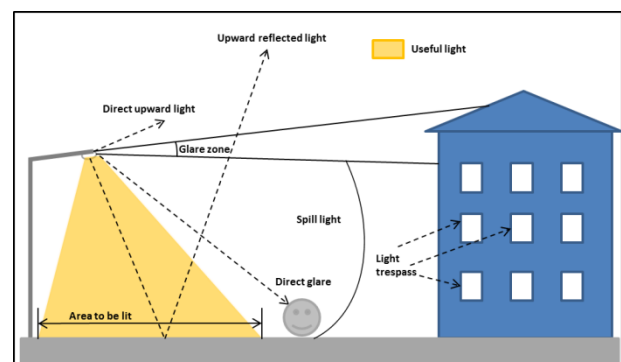 Upward reflected light
Useful light
Direct upward light
Glare zone
Spill light
Light
trespass
Direct glare
Area to be lit